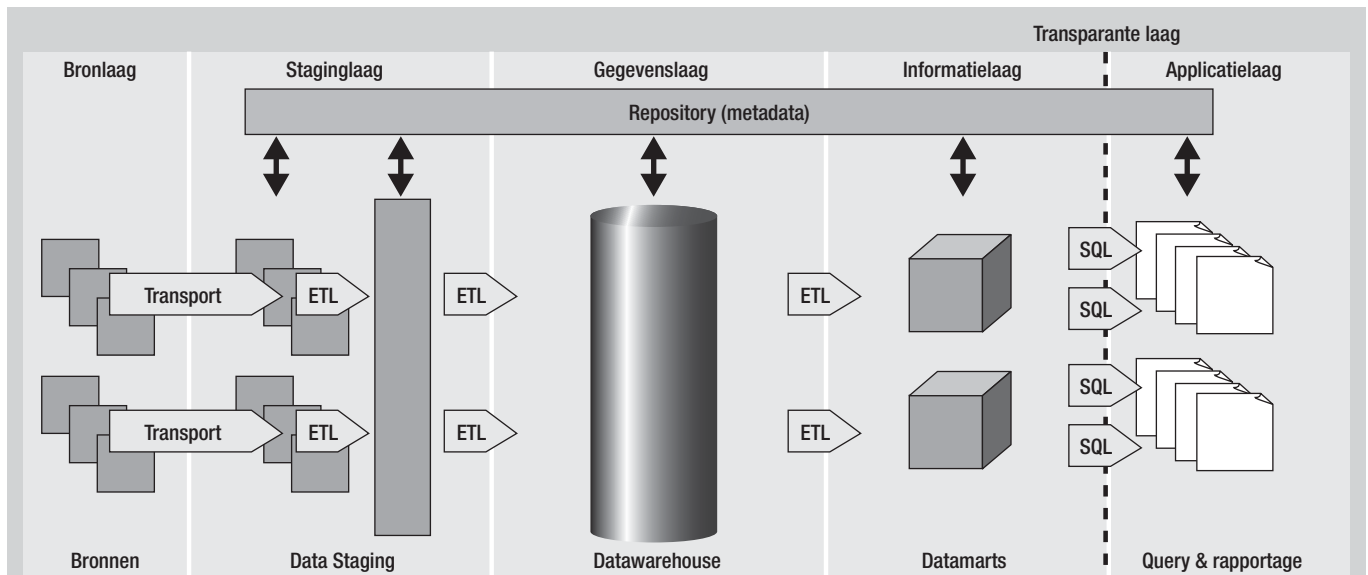 Transparante laag
Bronlaag
Staginglaag
Gegevenslaag
Informatielaag
Applicatielaag
Repository (metadata)
SQL
Transport
ETL
ETL
ETL
SQL
SQL
Transport
ETL
ETL
ETL
SQL
Bronnen
Data Staging
Datawarehouse
Datamarts
Query & rapportage